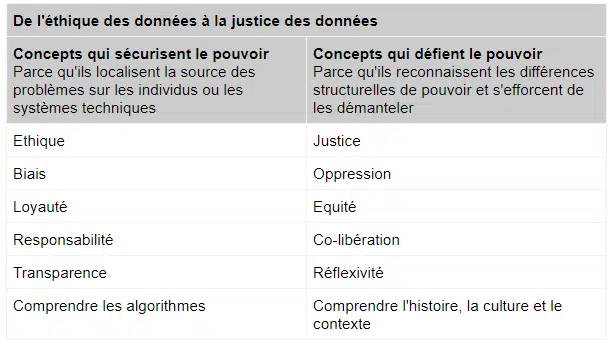 De l'éthique des données à la justice des données
Concepts qui sécurisent le pouvoir
Parce qu'ils localisent la source des
problèmes sur les individus ou les
systèmes techniques
Concepts qui défient le pouvoir
Parce qu'ils reconnaissent les différences
structurelles de pouvoir et s'efforcent de
les démanteler
Ethique
Justice
Biais
Oppression
Loyauté
Equité
Responsabilité
Co-libération
Transparence
Réflexivité
Comprendre les algorithmes
Comprendre l'histoire, la culture et le
contexte